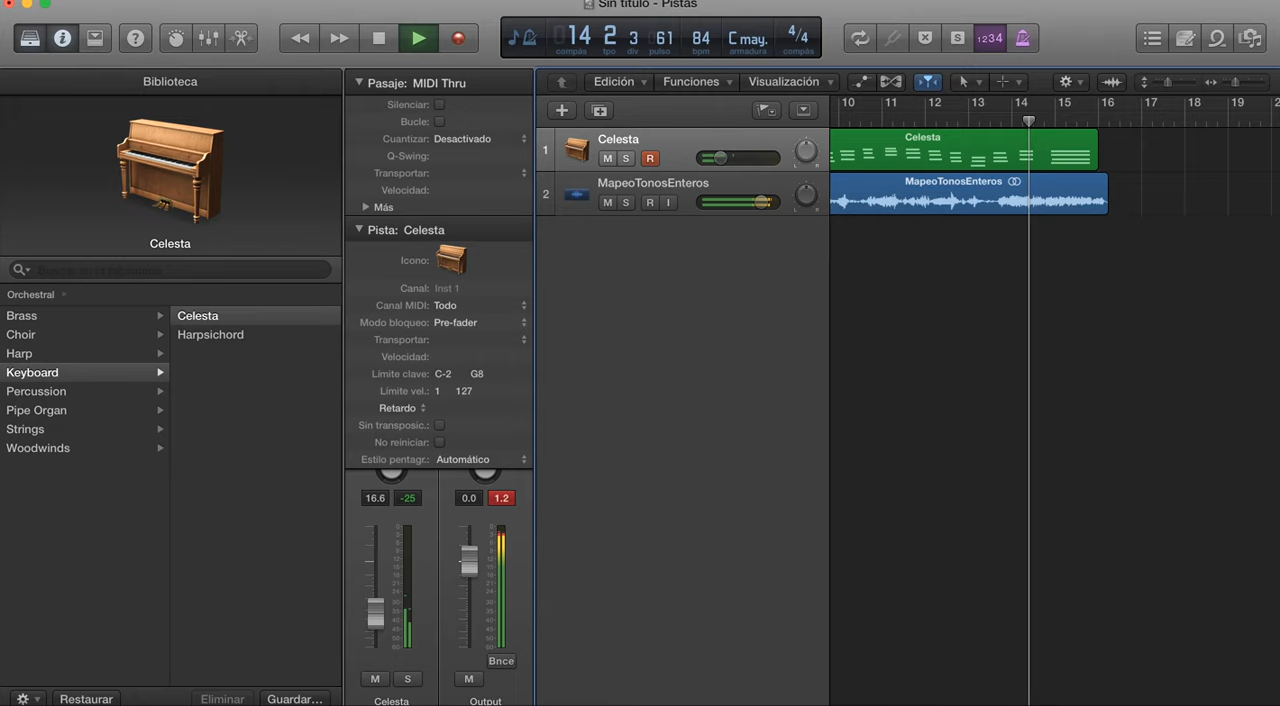 Sin título - Pistas
014 2 3 61 84 C may. 4/4
compás tpo div pulso bpm armadura compás
S
1234
Biblioteca
Celesta
Orchestral
Brass
Choir
Harp
Keyboard
Percussion
Pipe Organ
Strings
Woodwinds
Celesta
Harpsichord
Restaurar Eliminar Guardar...
Pasaje: MIDI Thru
Silenciar:
Bucle:
Cuantizar: Desactivado
Q-Swing:
Transportar:
Velocidad:
Más
Pista: Celesta
Icono:
Canal: Inst 1
Canal MIDI: Todo
Modo bloqueo: Pre-fader
Transportar:
Velocidad:
Límite clave: C-2 G8
Límite vel.: 1 127
Retardo
Sin transposic.:
No reiniciar:
Estilo pentagr.: Automático
16.6 -25 0.0 1.2
Bnce
M S M
Celesta Output
Edición Funciones Visualización
10 11 12 13 14 15 16 17 18 19
1 Celesta
M S R
L R
2 MapeoTonosEnteros
M S R I
L R
Celesta
MapeoTonosEnteros